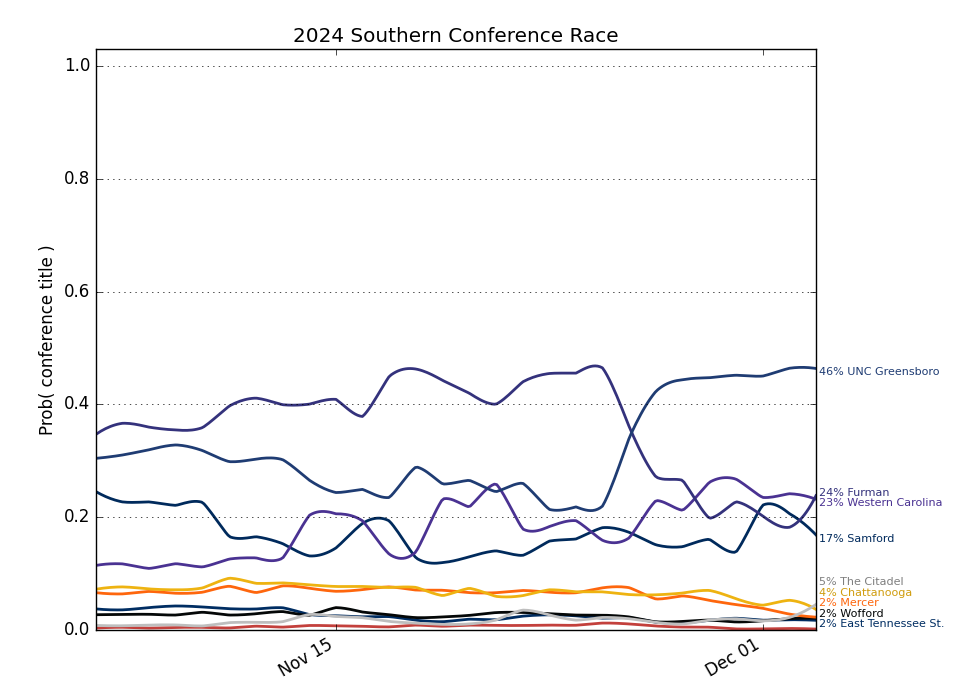 2024 Southern Conference Race
Prob( conference title )
1.0
0.8
0.6
0.4
0.2
0.0
Nov 15
Dec 01
46% UNC Greensboro
24% Furman
23% Western Carolina
17% Samford
5% The Citadel
4% Chattanooga
2% Mercer
2% Wofford
2% East Tennessee St.